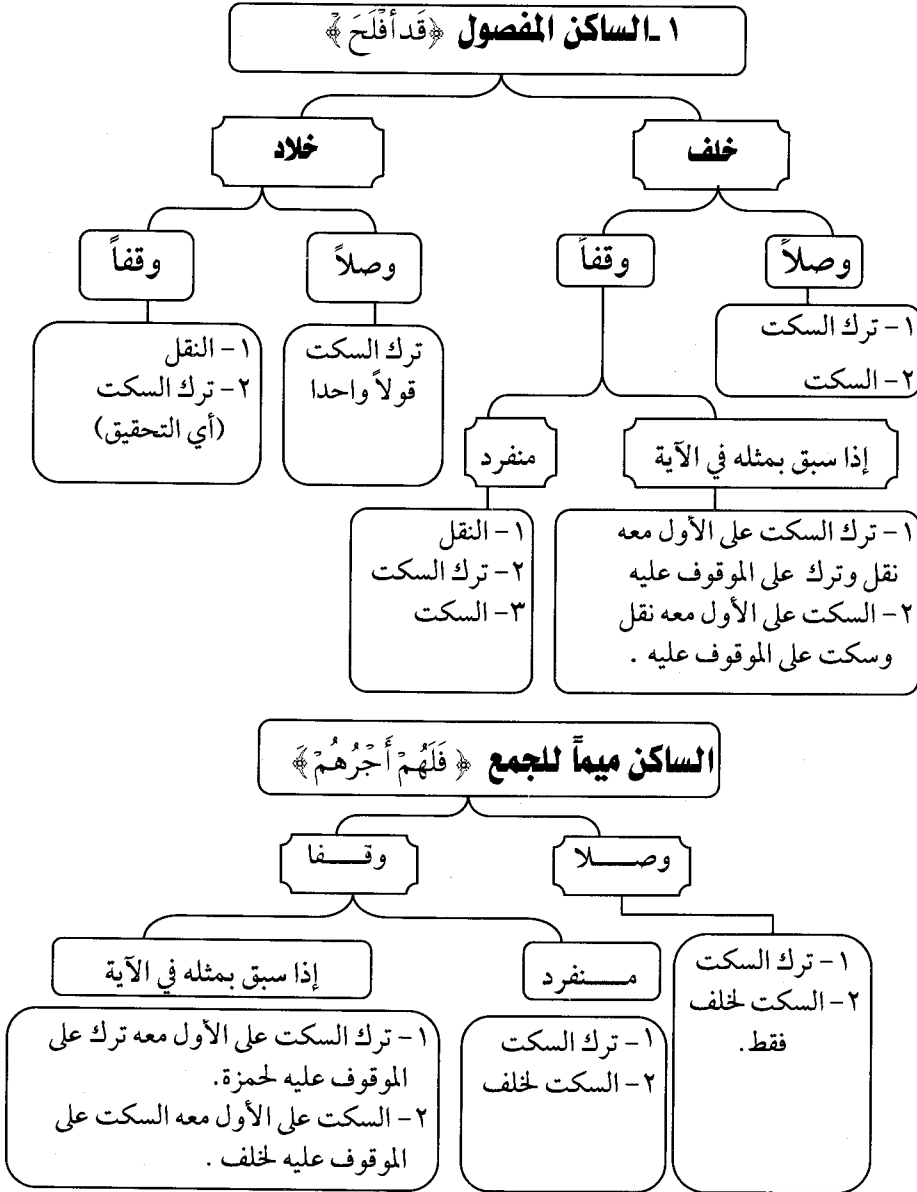 ١ـ الساكن المفصول ﴿قَدْ أَفْلَحَ﴾
خلف
خلاد
وصلاً
وقفاً
وصلاً
وقفاً
١- ترك السكت
٢- السكت
ترك السكت
قولاً واحدا
١- النقل
٢- ترك السكت
(أي التحقيق)
إذا سبق بمثله في الآية
منفرد
١- ترك السكت على الأول معه
نقل وترك على الموقوف عليه
٢- السكت على الأول معه نقل
وسكت على الموقوف عليه .
١- النقل
٢- ترك السكت
٣- السكت
الساكن ميماً للجمع ﴿فَلَهُمْ أَجْرُهُمْ﴾
وصـــلا
وقـــفا
منـــفرد
إذا سبق بمثله في الآية
١- ترك السكت
٢- السكت لخلف
فقط.
١- ترك السكت
٢- السكت لخلف
١- ترك السكت على الأول معه ترك على
الموقوف عليه لحمزة.
٢- السكت على الأول معه السكت على
الموقوف عليه لخلف .